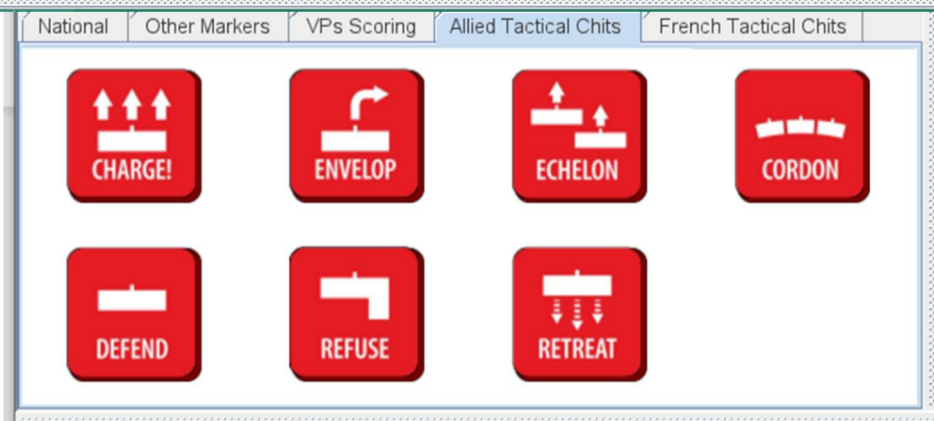 National Other Markers VPs Scoring Allied Tactical Chits French Tactical Chits
CHARGE! ENVELOP ECHELON CORDON
DEFEND REFUSE RETREAT